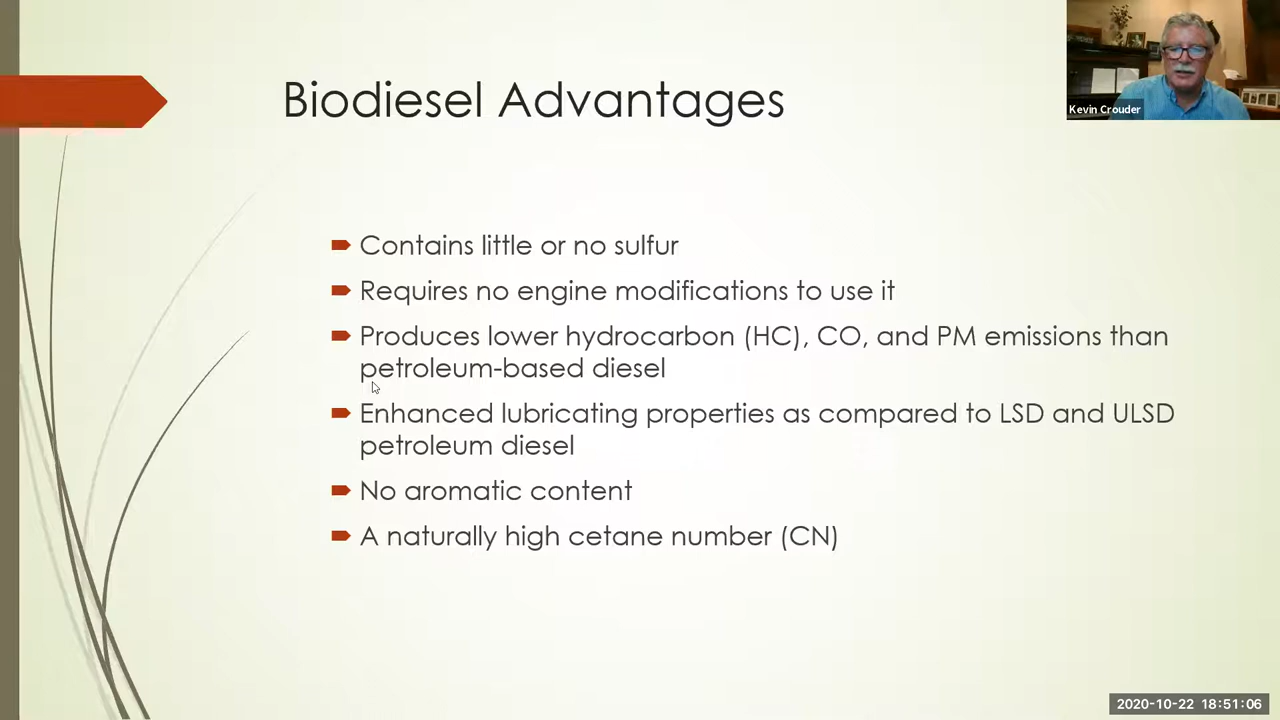 Biodiesel Advantages
Kevin Crouder
Contains little or no sulfur
Requires no engine modifications to use it
Produces lower hydrocarbon (HC), CO, and PM emissions than
petroleum-based diesel
Enhanced lubricating properties as compared to LSD and ULSD
petroleum diesel
No aromatic content
A naturally high cetane number (CN)
2020-10-22 18:51:06